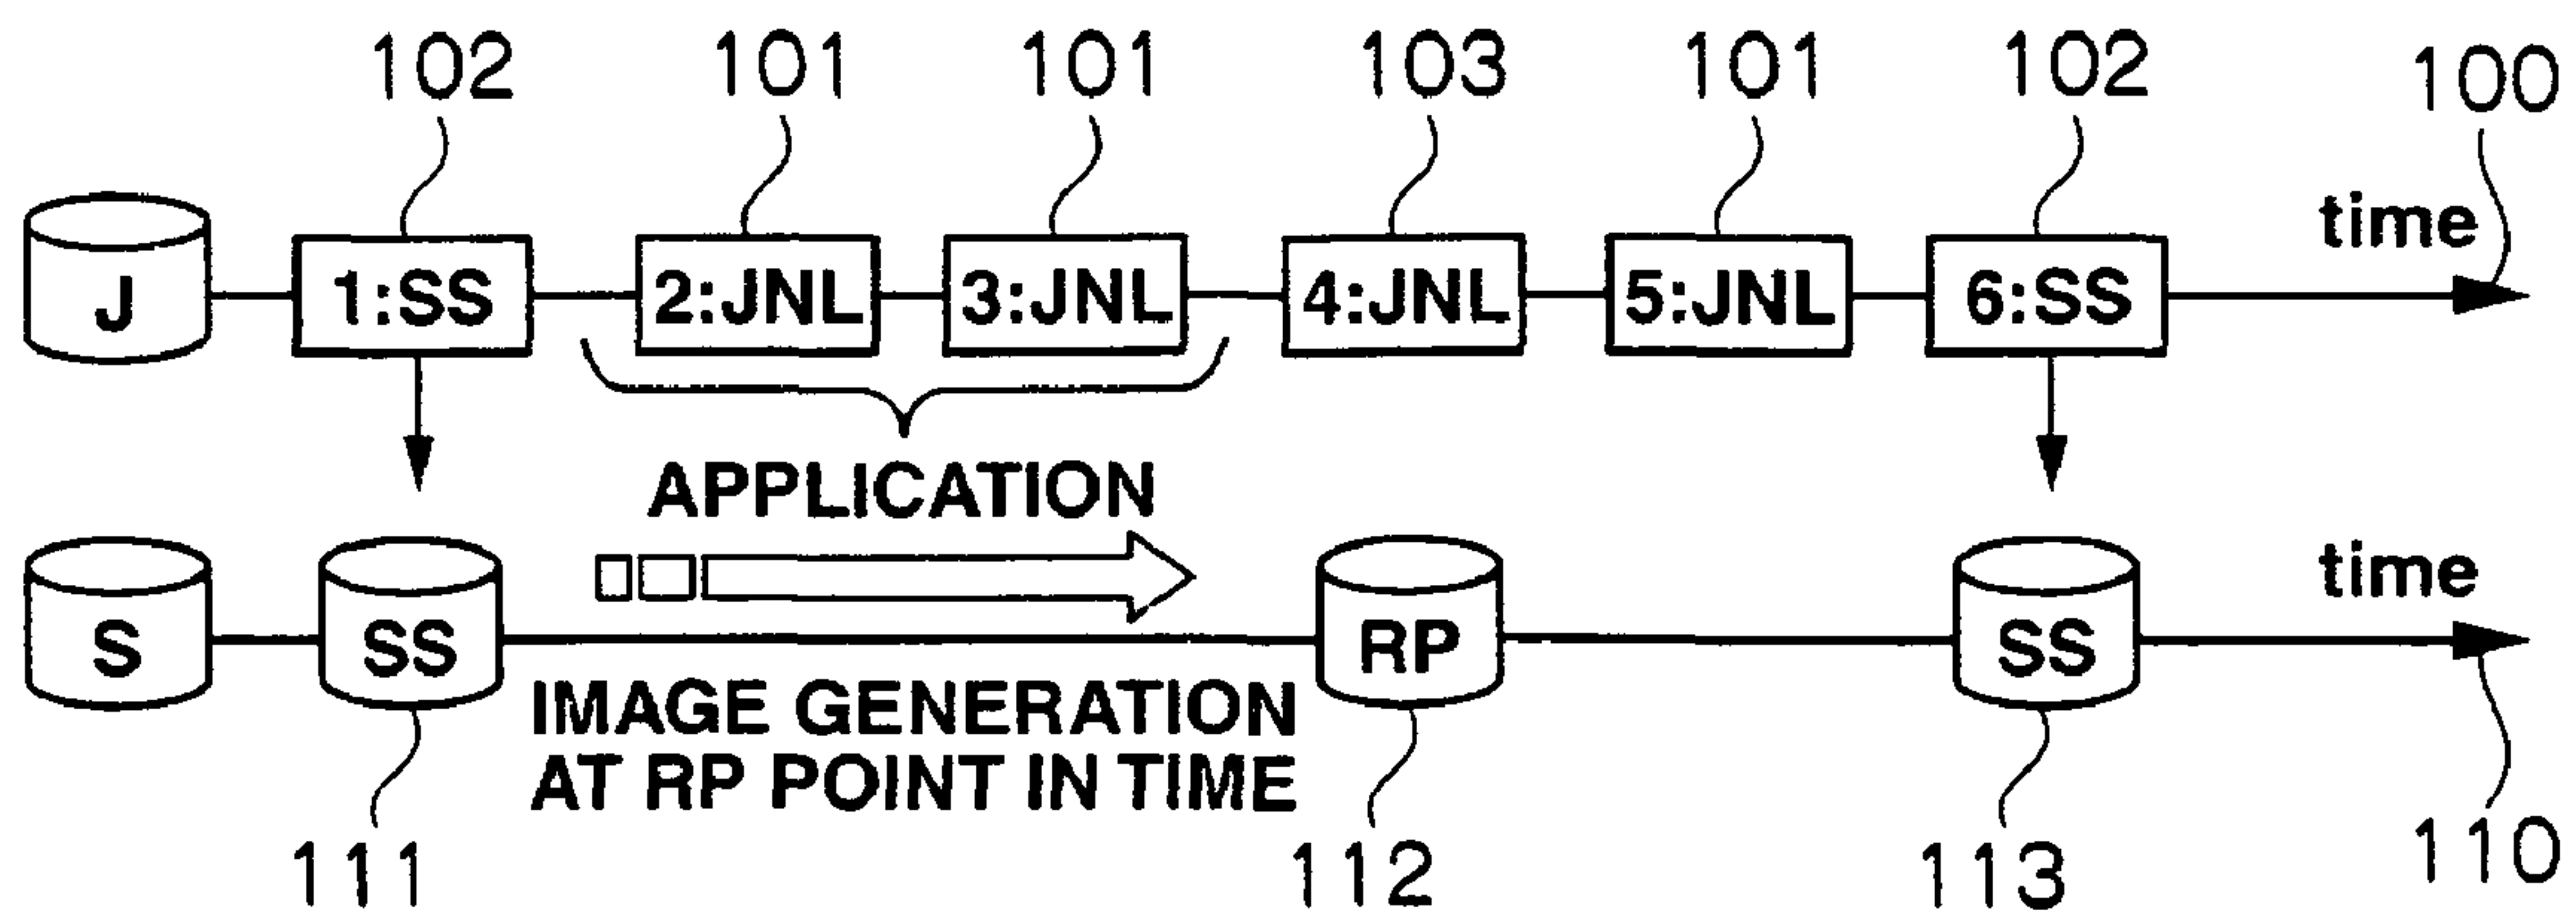 102 101 101 103 101 102 100
time
J 1:SS 2:JNL 3:JNL 4:JNL 5:JNL 6:SS
APPLICATION
time
S SS RP SS
IMAGE GENERATION
AT RP POINT IN TIME
111 112 113 110